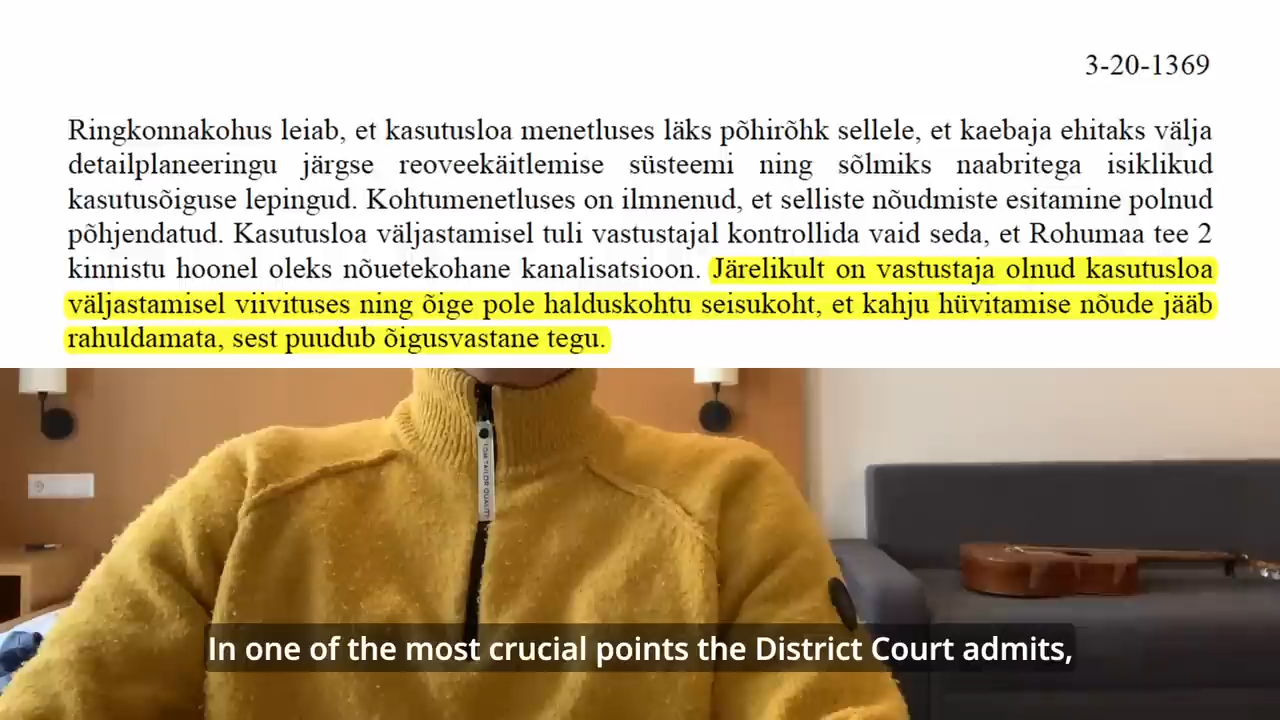 3-20-1369
Ringkonnakohus leiab, et kasutusloa menetluses läks põhirõhk sellele, et kaebaja ehitaks välja
detailplaneeringu järgse reoveekäitlemise süsteemi ning sõlmiks naabritega isiklikud
kasutusõiguse lepingud. Kohtumenetluses on ilmnenud, et selliste nõudmiste esitamine polnud
põhjendatud. Kasutusloa väljastamisel tuli vastustajal kontrollida vaid seda, et Rohumaa tee 2
kinnistu hoonel oleks nõuetekohane kanalisatsioon. Järelikult on vastustaja olnud kasutusloa
väljastamisel viivituses ning õige pole halduskohtu seisukoht, et kahju hüvitamise nõude jääb
rahuldamata, sest puudub õigusvastane tegu.
TOM TAILOR QUALITY
In one of the most crucial points the District Court admits,